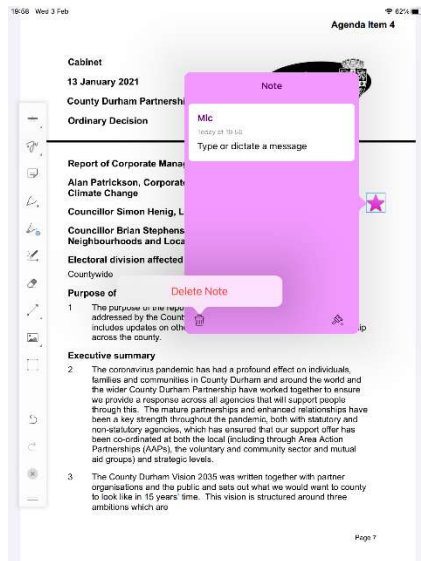 19:58 Wed 3 Feb
62%
Agenda Item 4
Cabinet
13 January 2021
County Durham Partnershi
Ordinary Decision
Note
Mic
Today at 19:58
Type or dictate a message
Report of Corporate Manag
Alan Patrickson, Corporate
Climate Change
Councillor Simon Henig, L
Councillor Brian Stephens
Neighbourhoods and Loca
Electoral division affected
Countywide
Purpose of
Delete Note
1 The purpose of the repo
addressed by the Count
includes updates on othe ip
across the county.
Executive summary
2 The coronavirus pandemic has had a profound effect on individuals,
families and communities in County Durham and around the world and
the wider County Durham Partnership have worked together to ensure
we provide a response across all agencies that will support people
through this. The mature partnerships and enhanced relationships have
been a key strength throughout the pandemic, both with statutory and
non-statutory agencies, which has ensured that our support offer has
been co-ordinated at both the local (including through Area Action
Partnerships (AAPs), the voluntary and community sector and mutual
aid groups) and strategic levels.
3 The County Durham Vision 2035 was written together with partner
organisations and the public and sets out what we would want to county
to look like in 15 years' time. This vision is structured around three
ambitions which are
Page 7